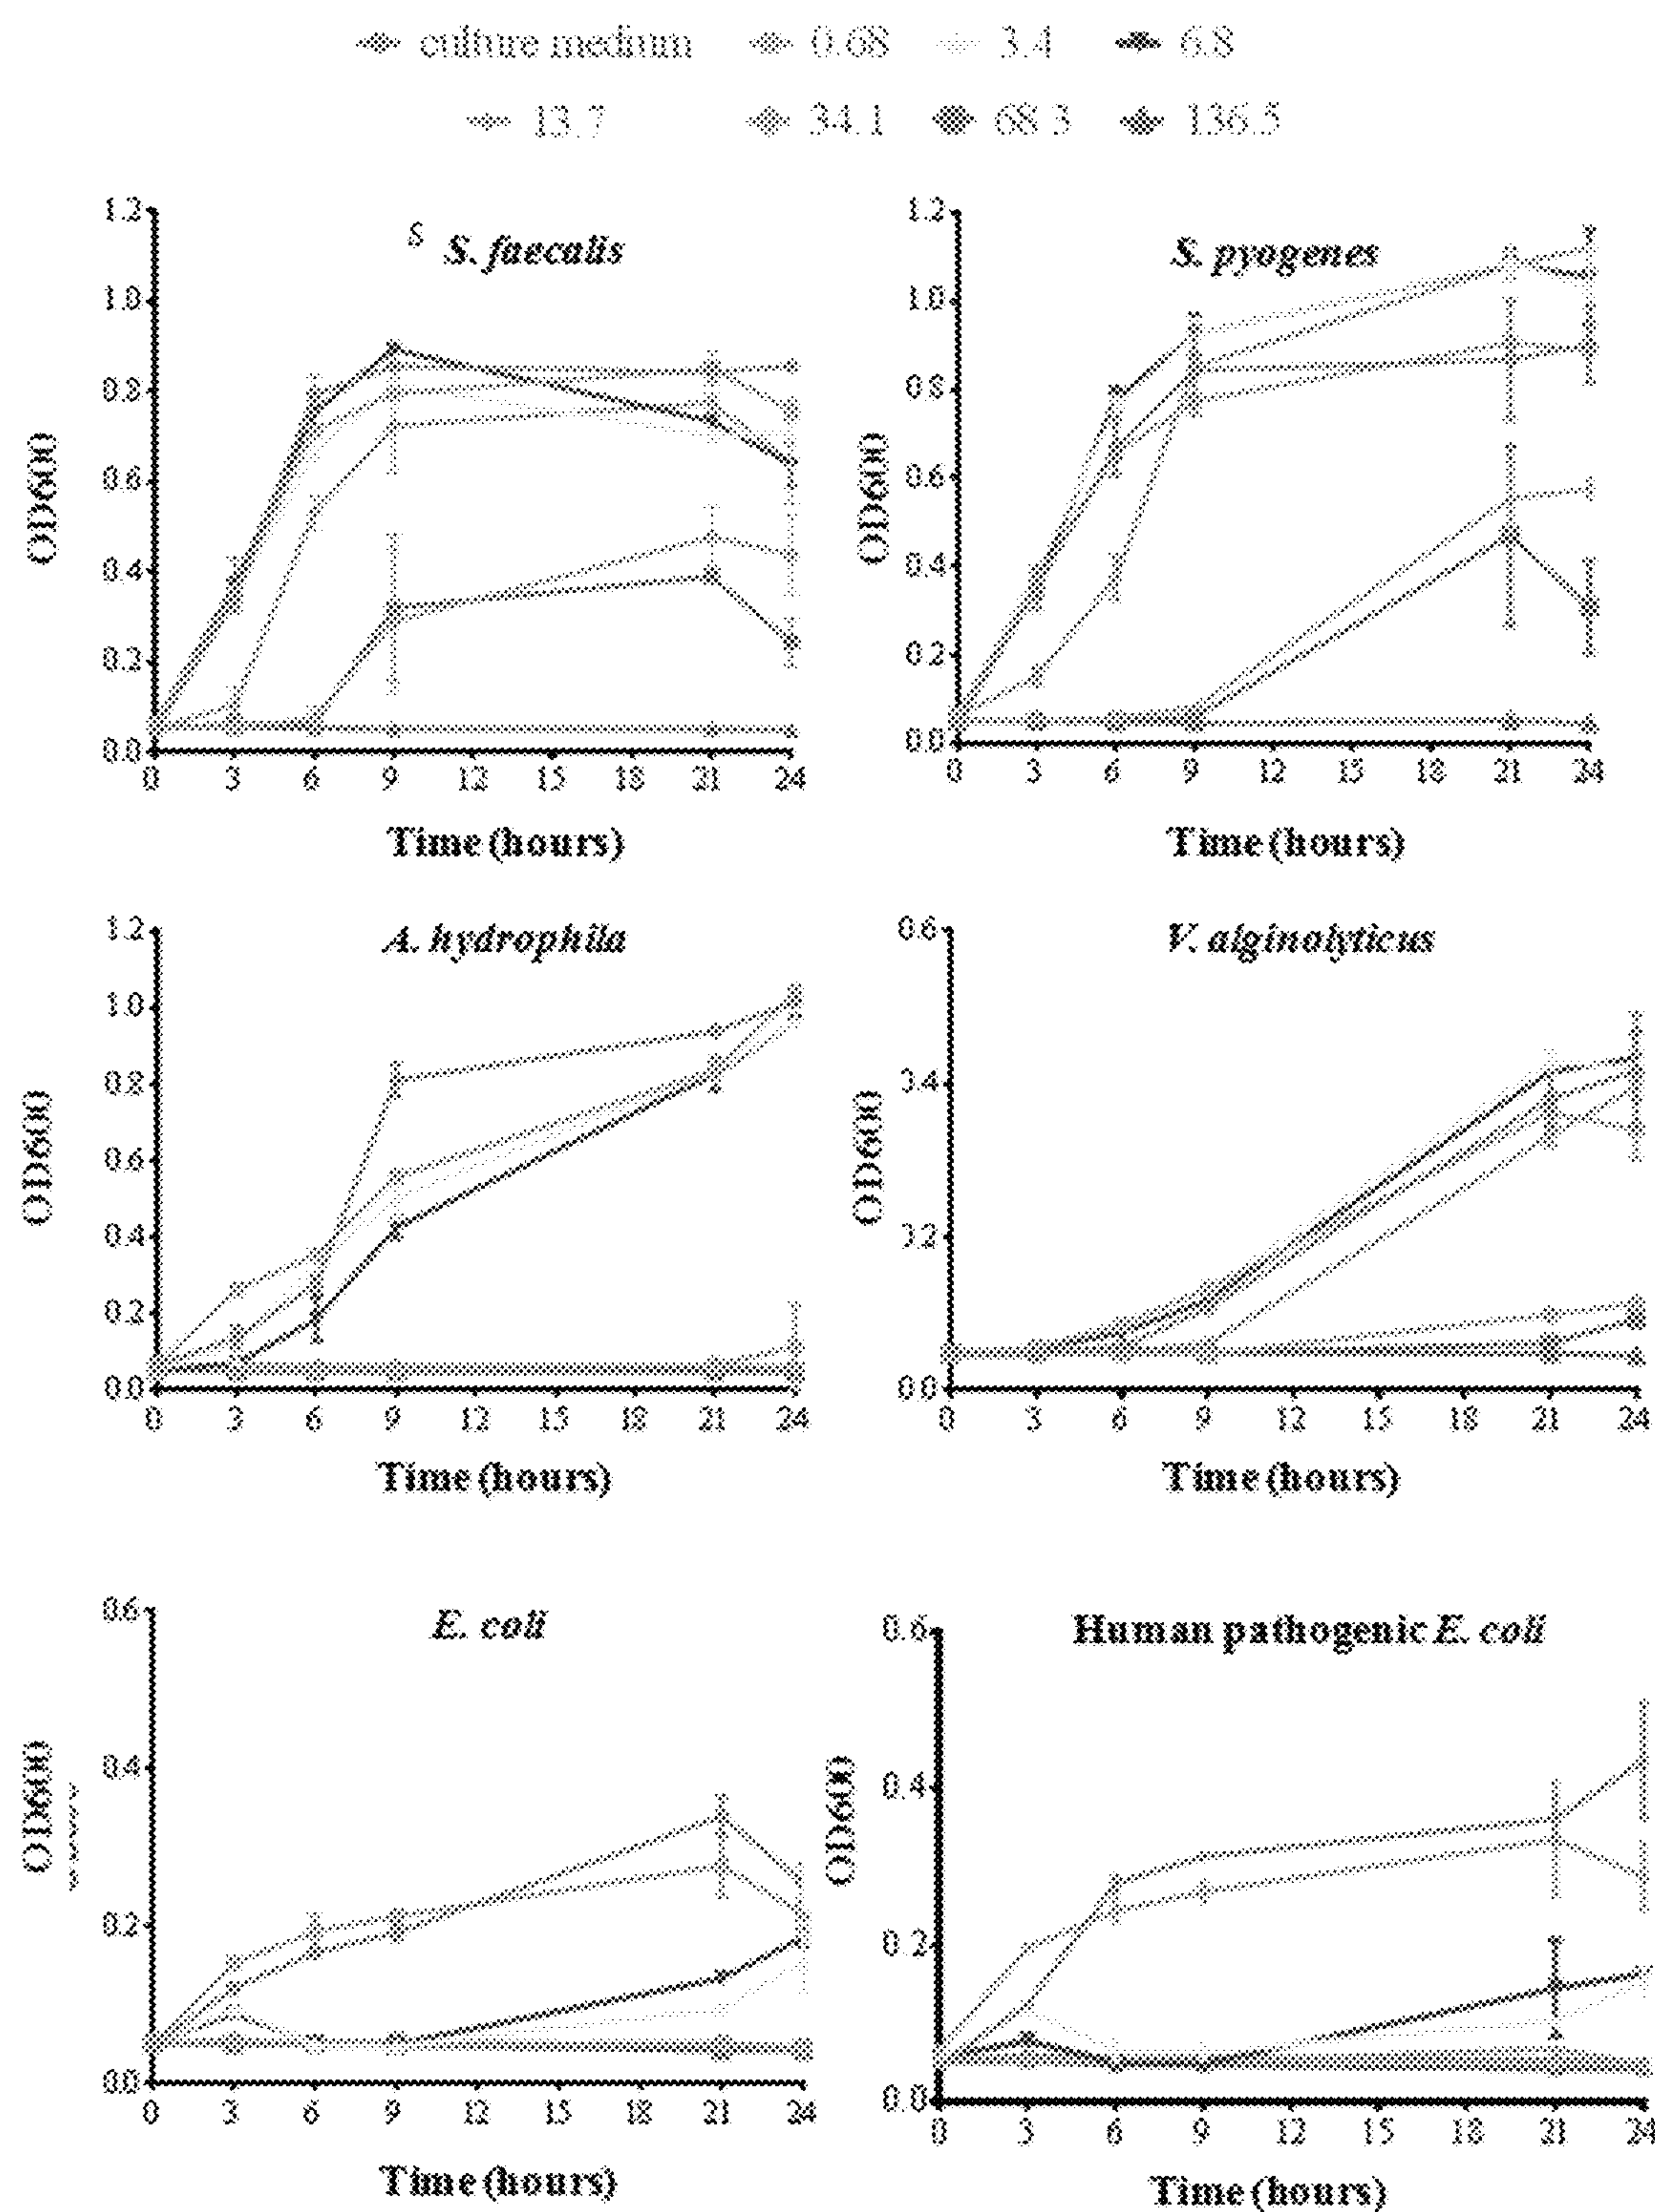 culture medium 0.68 3.4 6.8
13.7 34.1 68.3 136.5
S S. faecalis
OD600
1.2
1.0
0.8
0.6
0.4
0.2
0.0
0 3 6 9 12 15 18 21 24
Time (hours)
S. pyogenes
OD600
1.2
1.0
0.8
0.6
0.4
0.2
0.0
0 3 6 9 12 15 18 21 24
Time (hours)
A. hydrophila
OD600
1.2
1.0
0.8
0.6
0.4
0.2
0.0
0 3 6 9 12 15 18 21 24
Time (hours)
V. alginolyticus
OD600
0.6
0.4
0.2
0.0
0 3 6 9 12 15 18 21 24
Time (hours)
E. coli
OD600
0.6
0.4
0.2
0.0
0 3 6 9 12 15 18 21 24
Time (hours)
Human pathogenic E. coli
OD600
0.6
0.4
0.2
0.0
0 3 6 9 12 15 18 21 24
Time (hours)